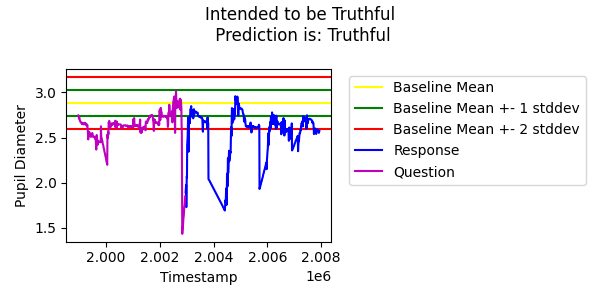 Intended to be Truthful
Prediction is: Truthful
Pupil Diameter
3.0
2.5
2.0
1.5
2.000 2.002 2.004 2.006 2.008
1e6
Timestamp
Baseline Mean
Baseline Mean +- 1 stddev
Baseline Mean +- 2 stddev
Response
Question